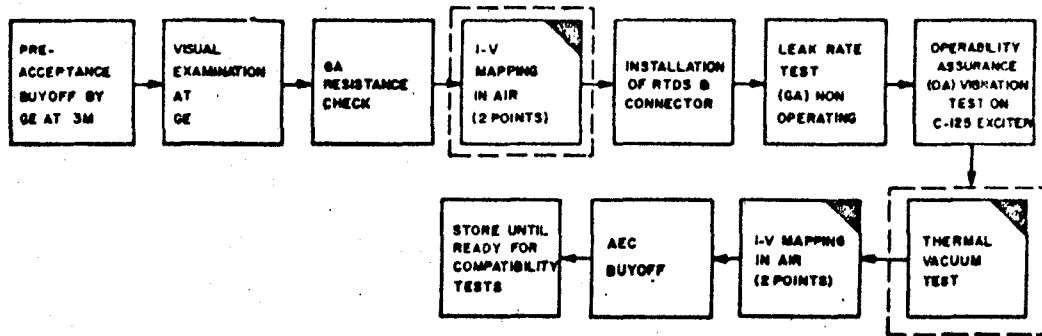 PRE-
ACCEPTANCE
BUYOFF BY
GE AT 3M
VISUAL
EXAMINATION
AT
GE
GA
RESISTANCE
CHECK
I-V
MAPPING
IN AIR
(2 POINTS)
INSTALLATION
OF RTDS &
CONNECTOR
LEAK RATE
TEST
(GA) NON
OPERATING
OPERABILITY
ASSURANCE
(OA) VIBRATION
TEST ON
C-125 EXCITER
THERMAL
VACUUM
TEST
I-V MAPPING
IN AIR
(2 POINTS)
AEC
BUYOFF
STORE UNTIL
READY FOR
COMPATIBILITY
TESTS